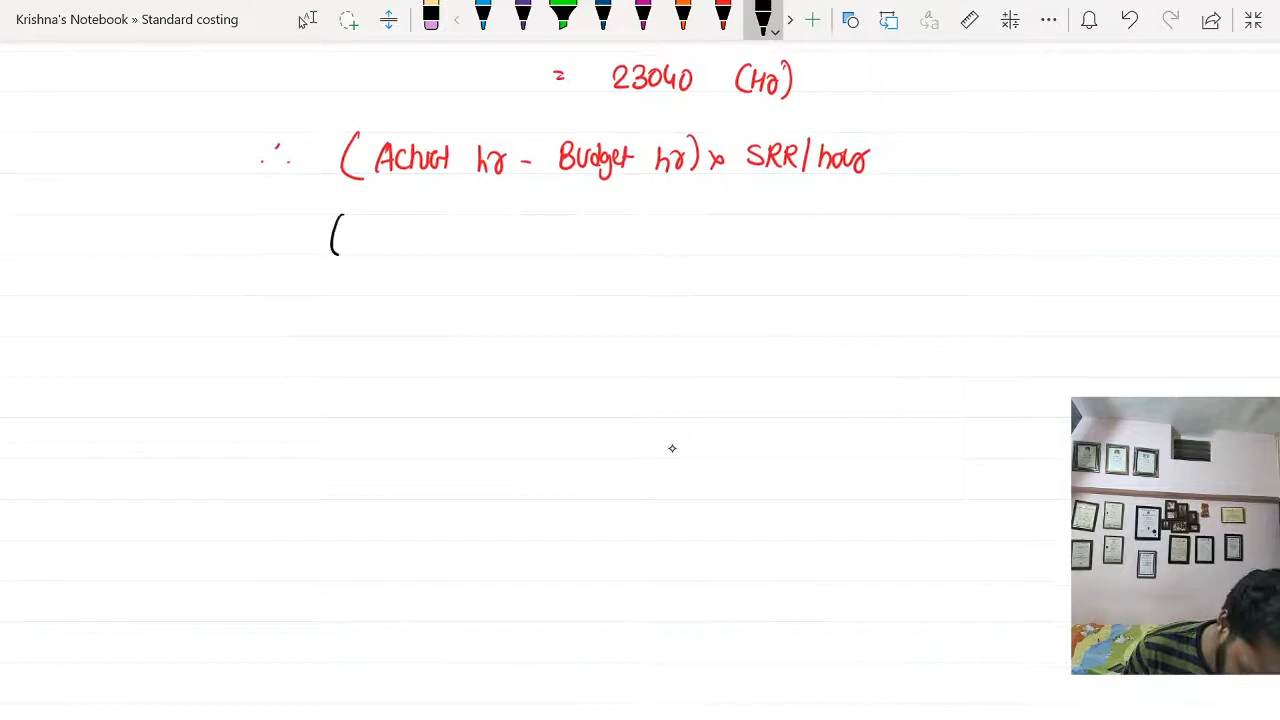 Krishna's Notebook » Standard costing
= 23040 (Hr)
∴ (Actual hr - Budget hr) × SRR/hour
(